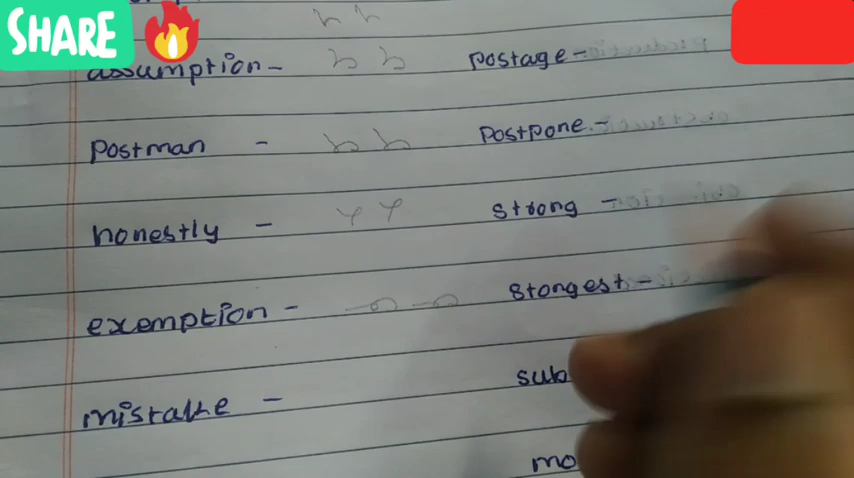 SHARE
assumption - postage -
postman - postpone -
honestly - strong -
exemption - stongest -
mistake - sub
mo